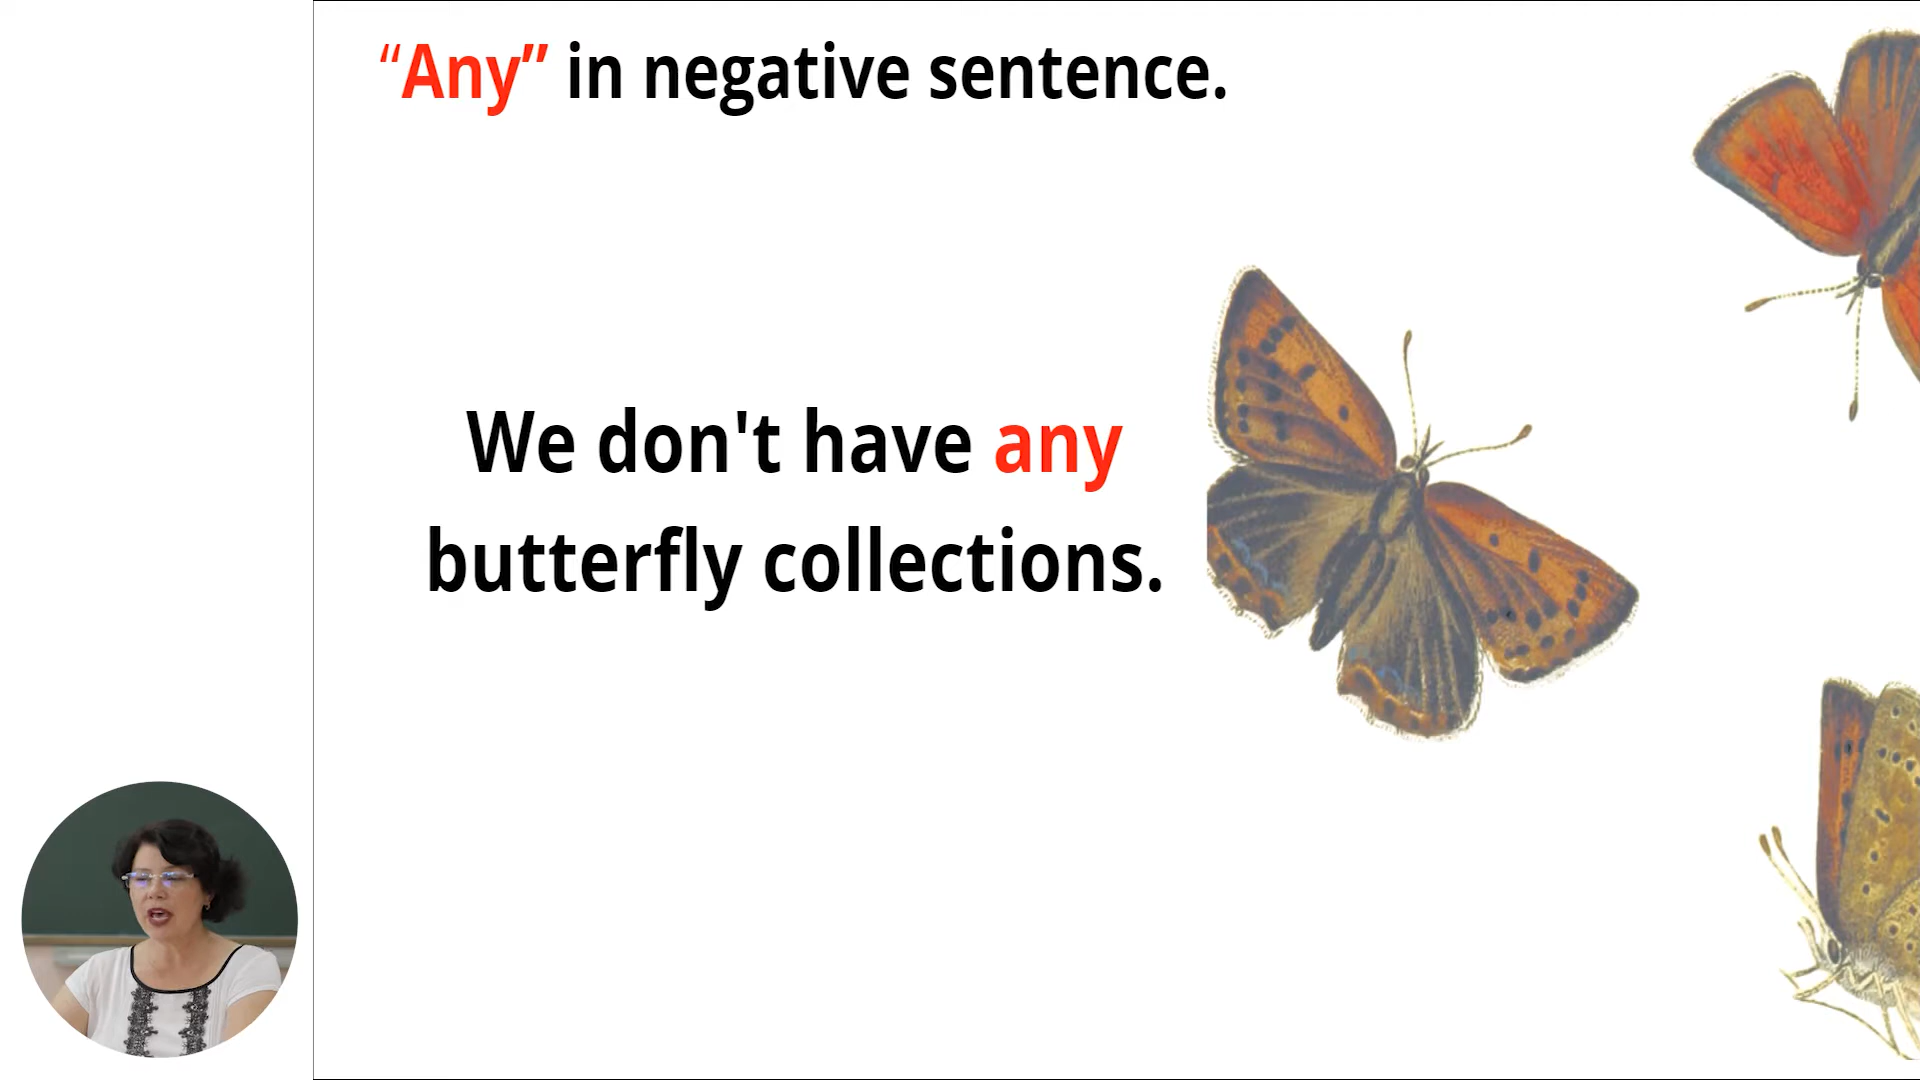 “Any” in negative sentence.
We don't have any
butterfly collections.